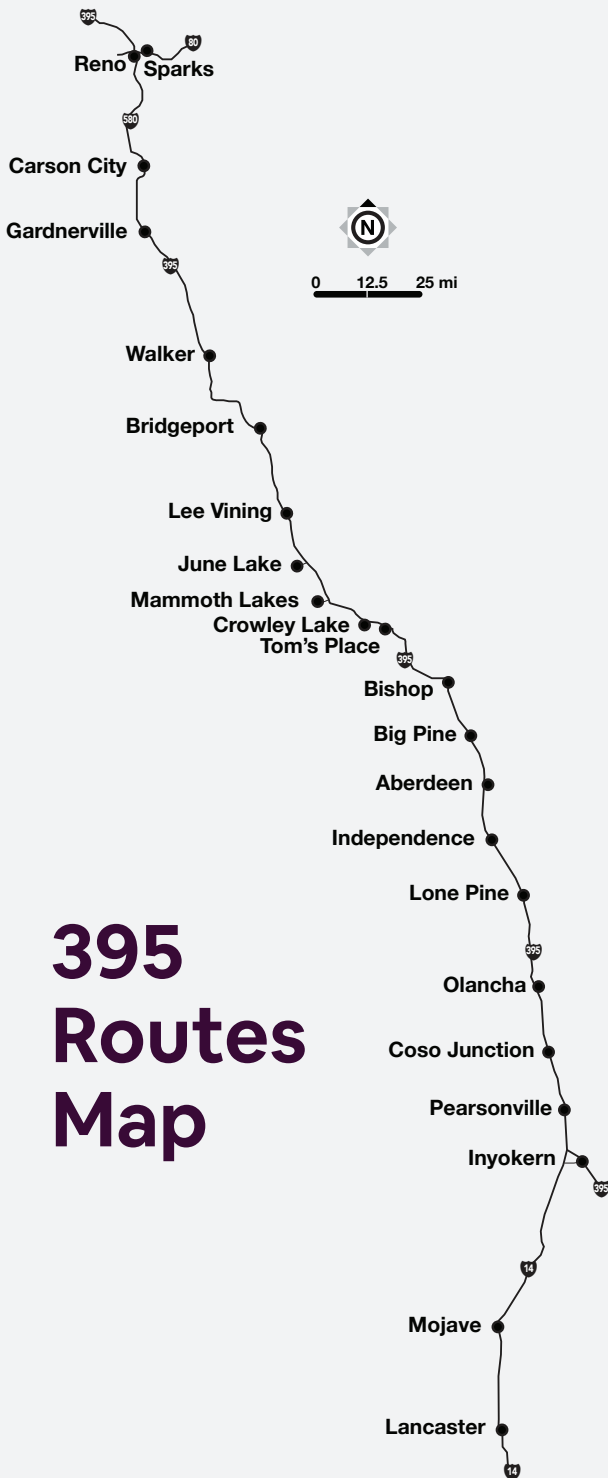 395
80
Reno
Sparks
580
Carson City
Gardnerville
N
395
0 12.5 25 mi
Walker
Bridgeport
Lee Vining
June Lake
Mammoth Lakes
Crowley Lake
Tom's Place
395
Bishop
Big Pine
Aberdeen
Independence
Lone Pine
395
Routes
Map
395
Olancha
Coso Junction
Pearsonville
Inyokern
395
14
Mojave
Lancaster
14